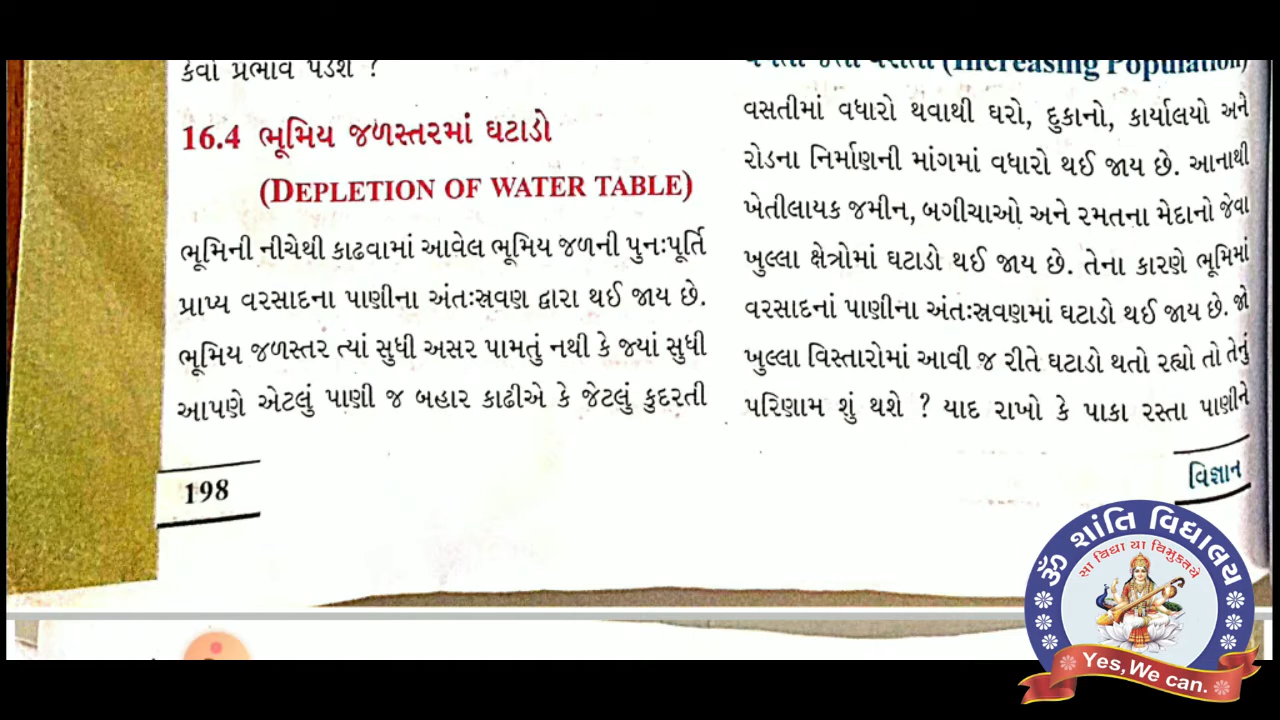 કેવો પ્રભાવ પડશે ?
16.4 ભૂમિય જળસ્તરમાં ઘટાડો
(DEPLETION OF WATER TABLE)
ભૂમિની નીચેથી કાઢવામાં આવેલ ભૂમિય જળની પુનઃપૂર્તિ
પ્રાપ્ય વરસાદના પાણીના અંતઃસ્રવણ દ્વારા થઈ જાય છે.
ભૂમિય જળસ્તર ત્યાં સુધી અસર પામતું નથી કે જ્યાં સુધી
આપણે એટલું પાણી જ બહાર કાઢીએ કે જેટલું કુદરતી
198
(Increasing Population)
વસતીમાં વધારો થવાથી ઘરો, દુકાનો, કાર્યાલયો અને
રોડના નિર્માણની માંગમાં વધારો થઈ જાય છે. આનાથી
ખેતીલાયક જમીન, બગીચાઓ અને રમતના મેદાનો જેવા
ખુલ્લા ક્ષેત્રોમાં ઘટાડો થઈ જાય છે. તેના કારણે ભૂમિમાં
વરસાદનાં પાણીના અંતઃસ્રવણમાં ઘટાડો થઈ જાય છે. જો
ખુલ્લા વિસ્તારોમાં આવી જ રીતે ઘટાડો થતો રહ્યો તો તેનું
પરિણામ શું થશે ? યાદ રાખો કે પાકા રસ્તા પાણીને
વિજ્ઞાન
ૐ શાંતિ વિદ્યાલય
સા વિદ્યા યા વિમુક્તયે
Yes, We can.